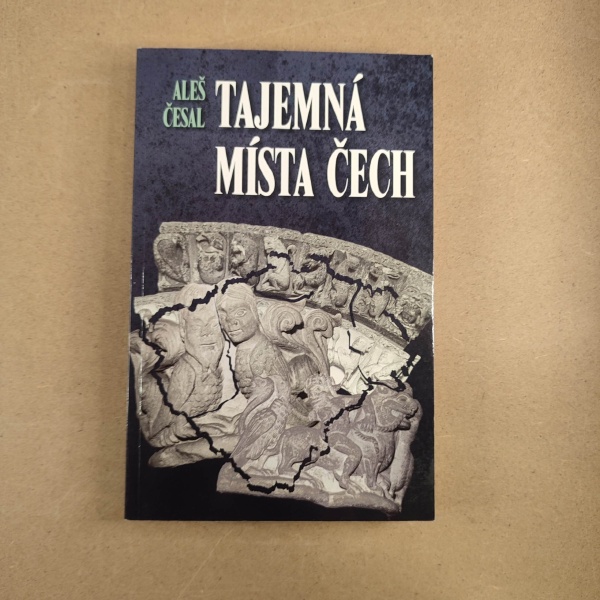 ALEŠ
ČESAL
TAJEMNÁ
MÍSTA ČECH